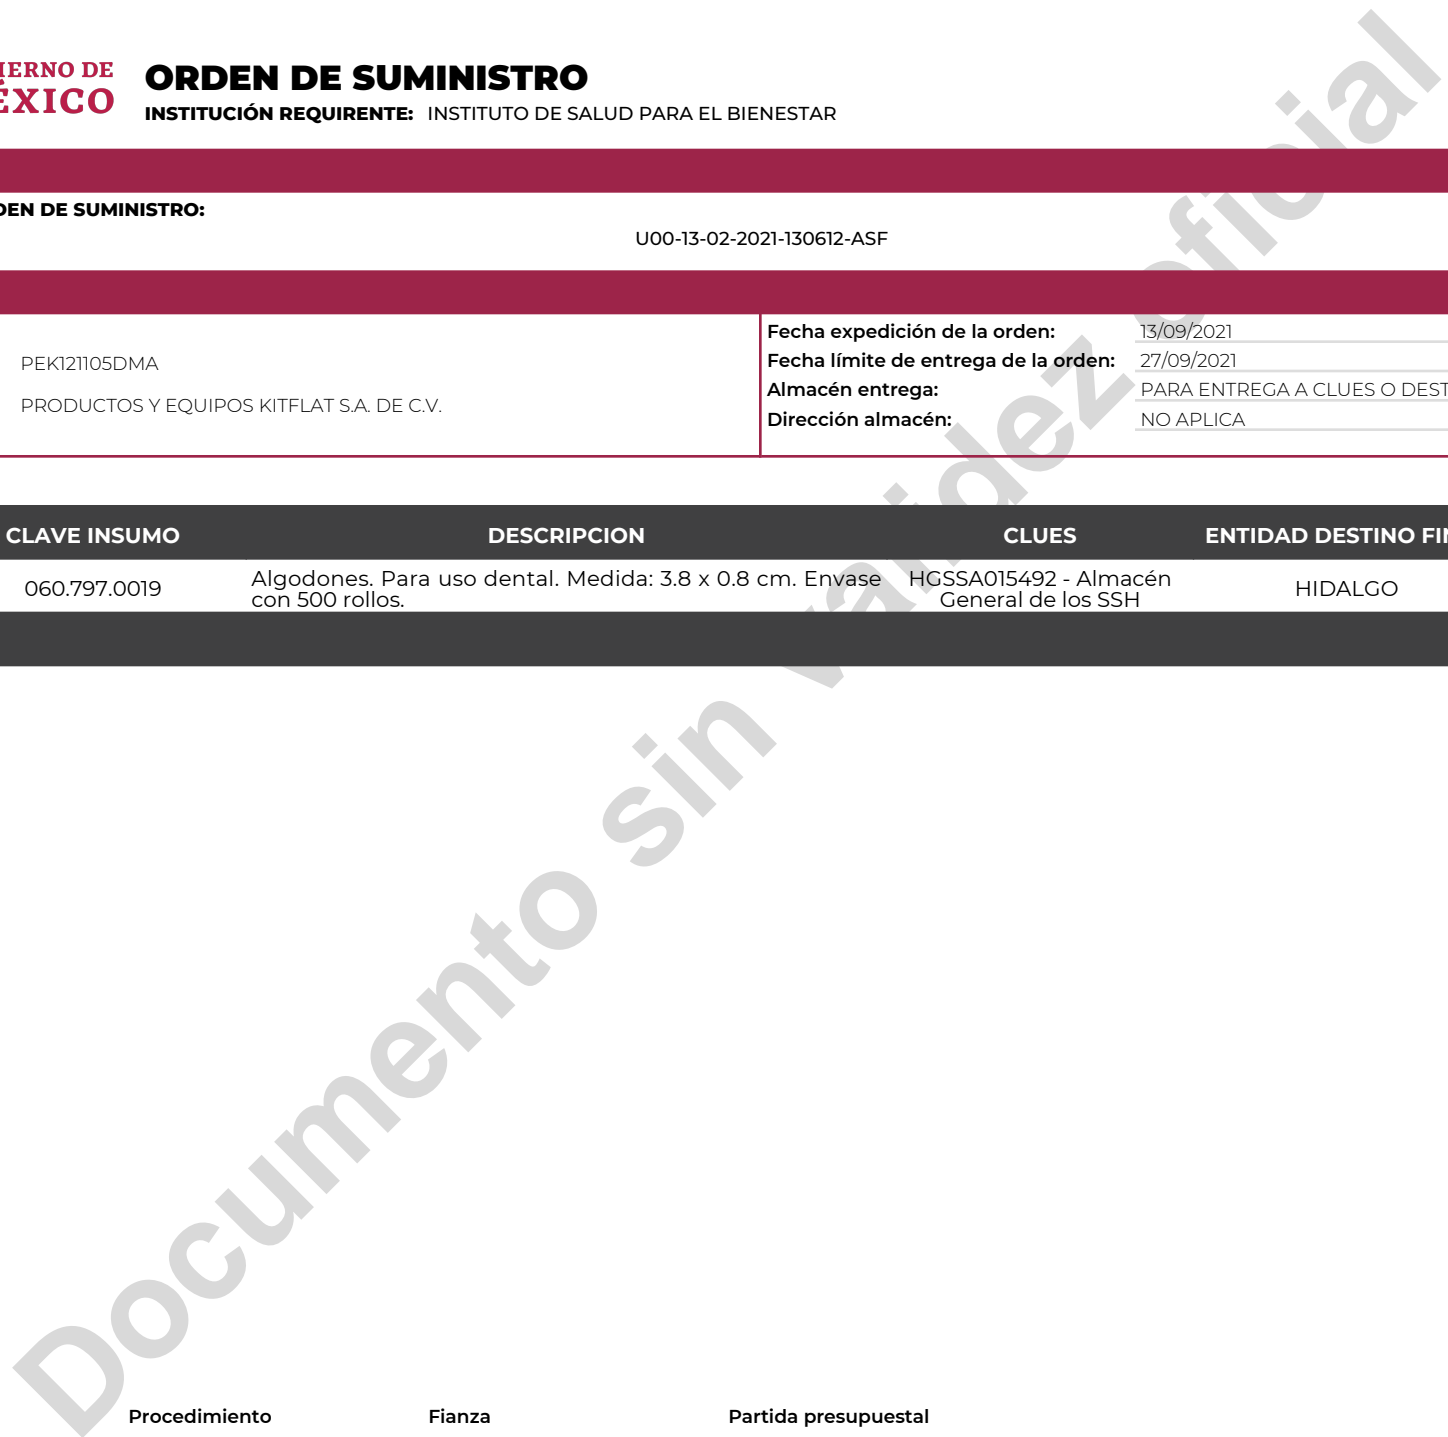 IERNO DE
ÉXICO
ORDEN DE SUMINISTRO
INSTITUCIÓN REQUIRENTE: INSTITUTO DE SALUD PARA EL BIENESTAR
DEN DE SUMINISTRO:
U00-13-02-2021-130612-ASF
PEK121105DMA
PRODUCTOS Y EQUIPOS KITFLAT S.A. DE C.V.
Fecha expedición de la orden: 13/09/2021
Fecha límite de entrega de la orden: 27/09/2021
Almacén entrega: PARA ENTREGA A CLUES O DEST
Dirección almacén: NO APLICA
CLAVE INSUMO DESCRIPCION CLUES ENTIDAD DESTINO FIN
060.797.0019 Algodones. Para uso dental. Medida: 3.8 x 0.8 cm. Envase con 500 rollos. HGSSA015492 - Almacén General de los SSH HIDALGO
Documento sin validez oficial
Procedimiento Fianza Partida presupuestal